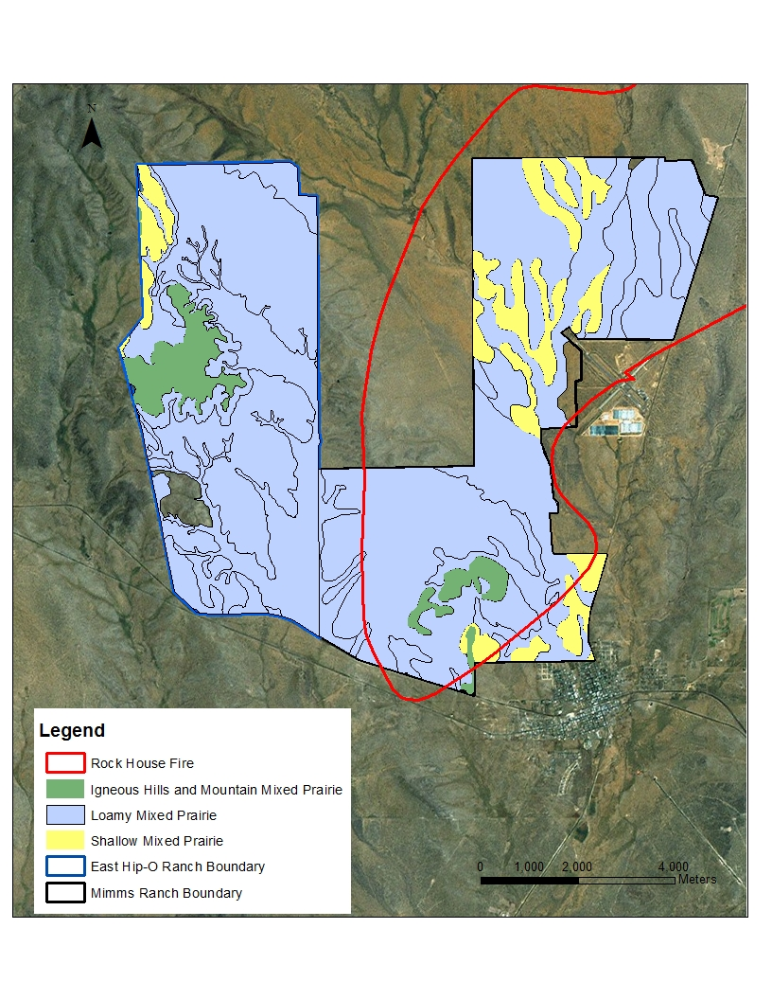 N
Legend
Rock House Fire
Igneous Hills and Mountain Mixed Prairie
Loamy Mixed Prairie
Shallow Mixed Prairie
East Hip-O Ranch Boundary
Mimms Ranch Boundary
0 1,000 2,000 4,000
Meters